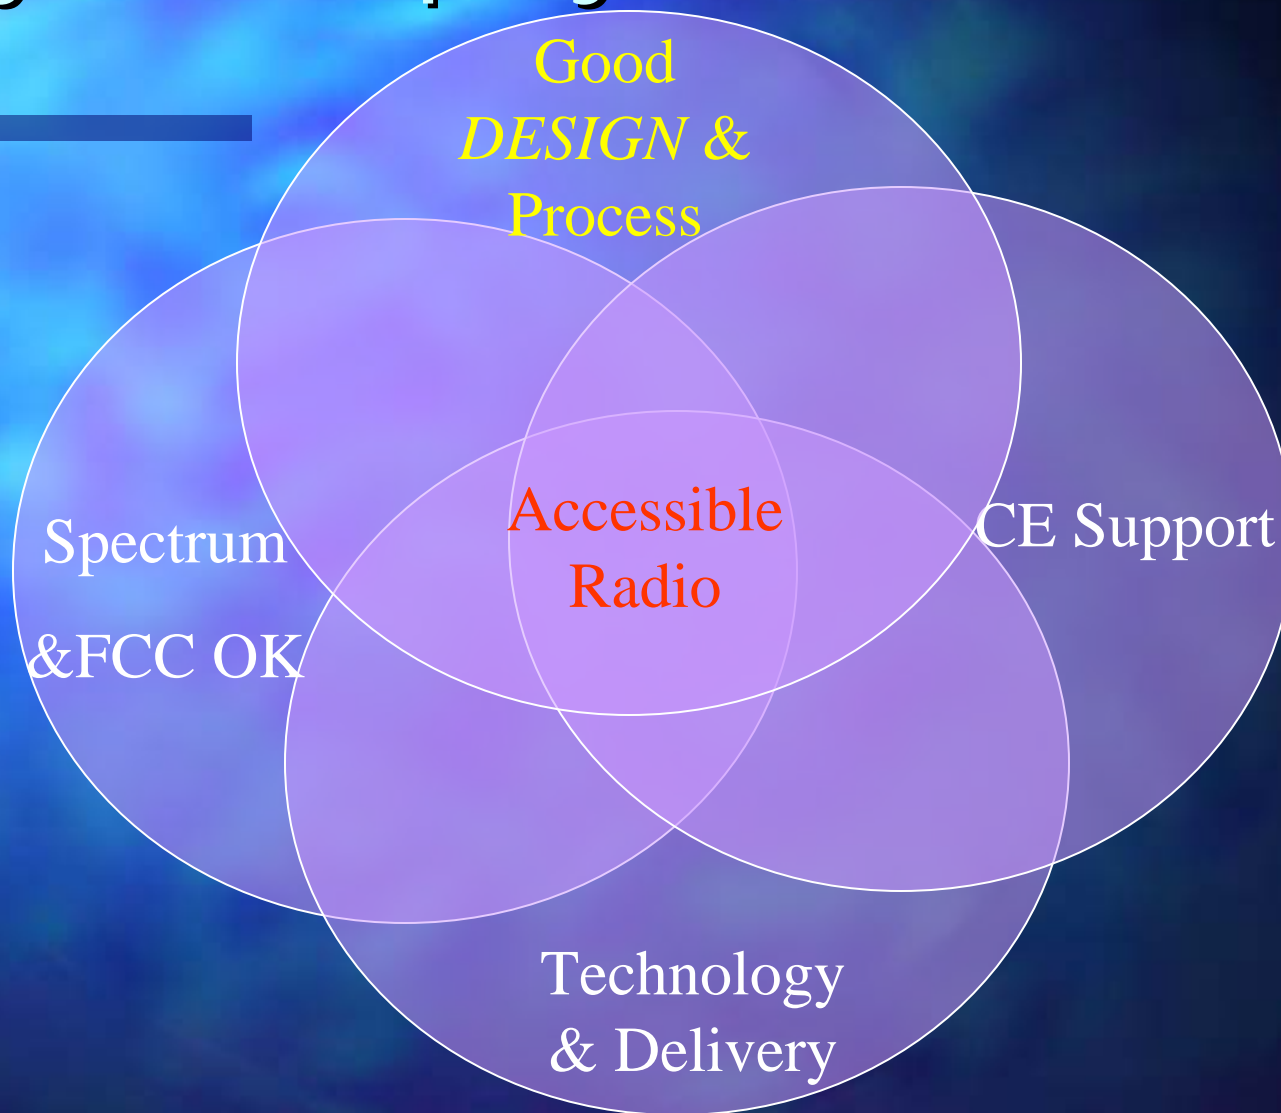 Good
DESIGN &
Process
Accessible
Radio
Spectrum
&FCC OK
CE Support
Technology
& Delivery